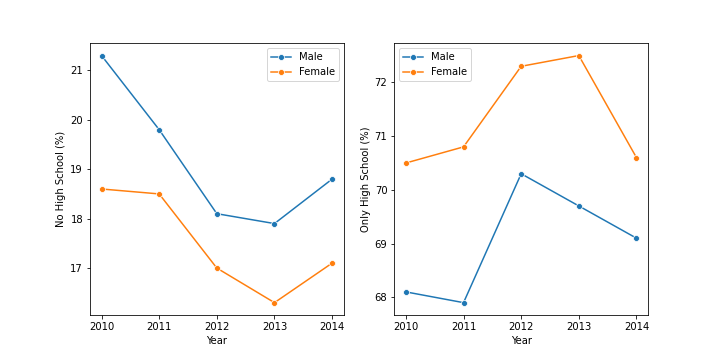 No High School (%)
21
20
19
18
17
Male
Female
2010
2011
2012
2013
2014
Year
Only High School (%)
72
71
70
69
68
Male
Female
2010
2011
2012
2013
2014
Year